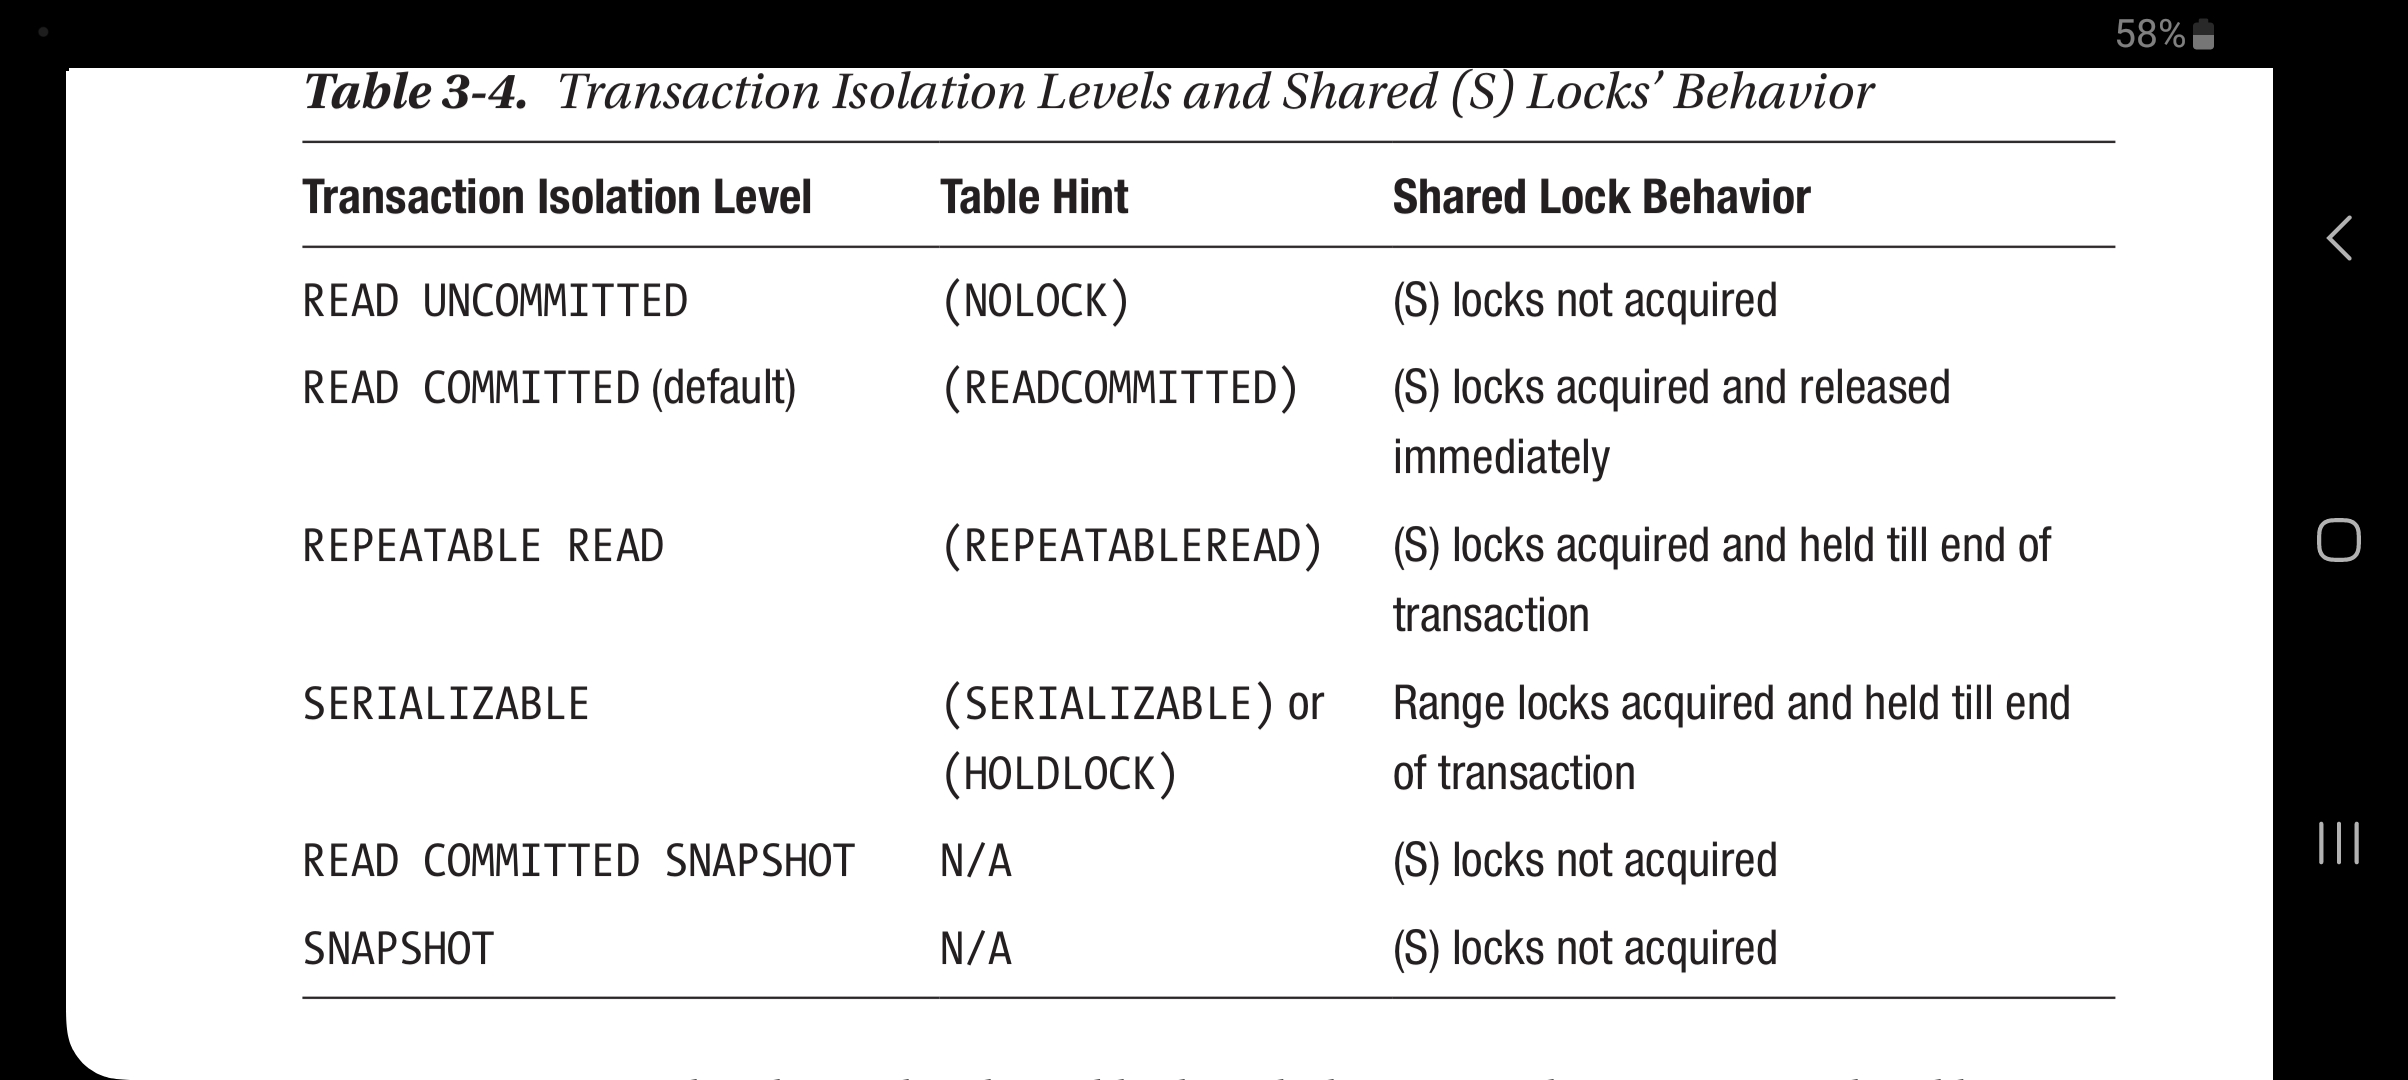 58%
Table 3-4. Transaction Isolation Levels and Shared (S) Locks’ Behavior
Transaction Isolation Level Table Hint Shared Lock Behavior
READ UNCOMMITTED (NOLOCK) (S) locks not acquired
READ COMMITTED (default) (READCOMMITTED) (S) locks acquired and released
immediately
REPEATABLE READ (REPEATABLEREAD) (S) locks acquired and held till end of
transaction
SERIALIZABLE (SERIALIZABLE) or Range locks acquired and held till end
(HOLDLOCK) of transaction
READ COMMITTED SNAPSHOT N/A (S) locks not acquired
SNAPSHOT N/A (S) locks not acquired